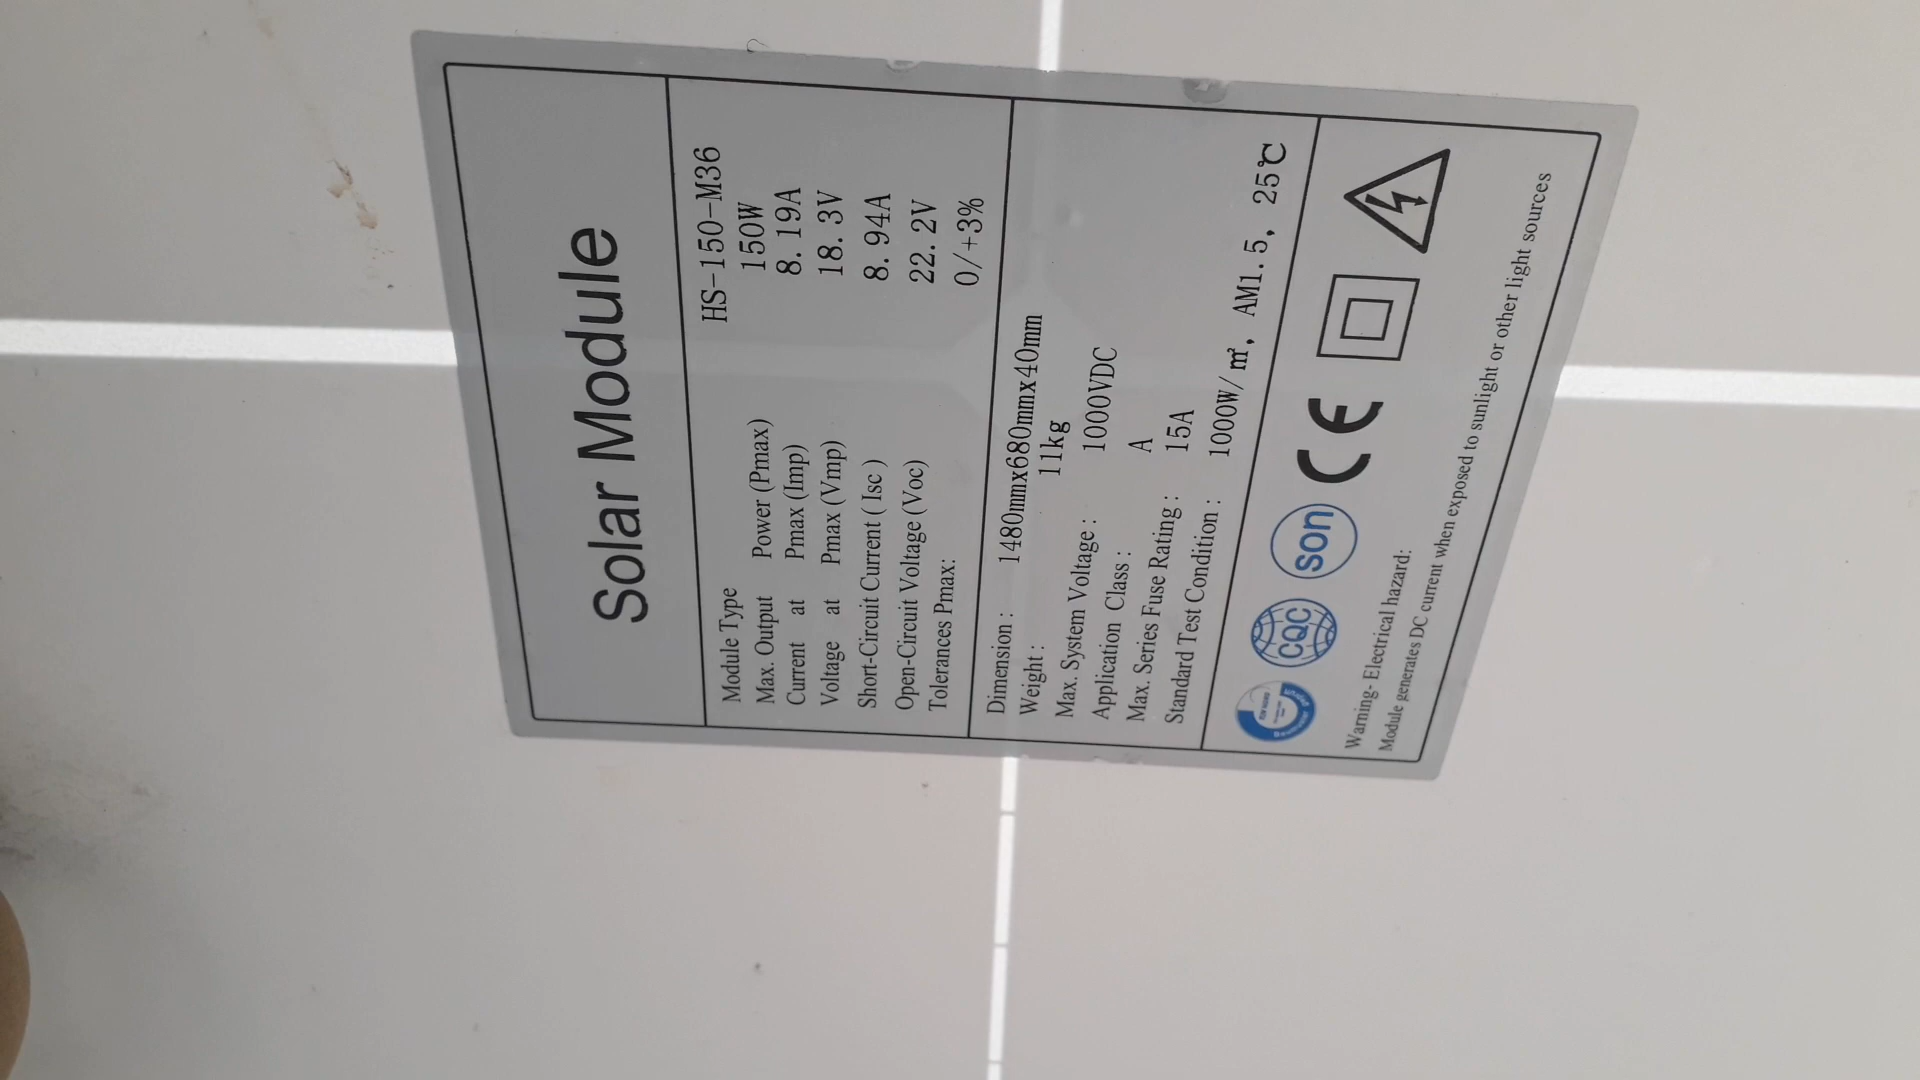 Solar Module
Module Type HS-150-M36
Max. Output Power (Pmax) 150W
Current at Pmax (Imp) 8.19A
Voltage at Pmax (Vmp) 18.3V
Short-Circuit Current ( Isc ) 8.94A
Open-Circuit Voltage (Voc) 22.2V
Tolerances Pmax: 0/+3%
Dimension : 1480mmx680mmx40mm
Weight : 11kg
Max. System Voltage : 1000VDC
Application Class : A
Max. Series Fuse Rating : 15A
Standard Test Condition : 1000W/㎡, AM1.5, 25℃
CQC son CE
Warning- Electrical hazard:
Module generates DC current when exposed to sunlight or other light sources